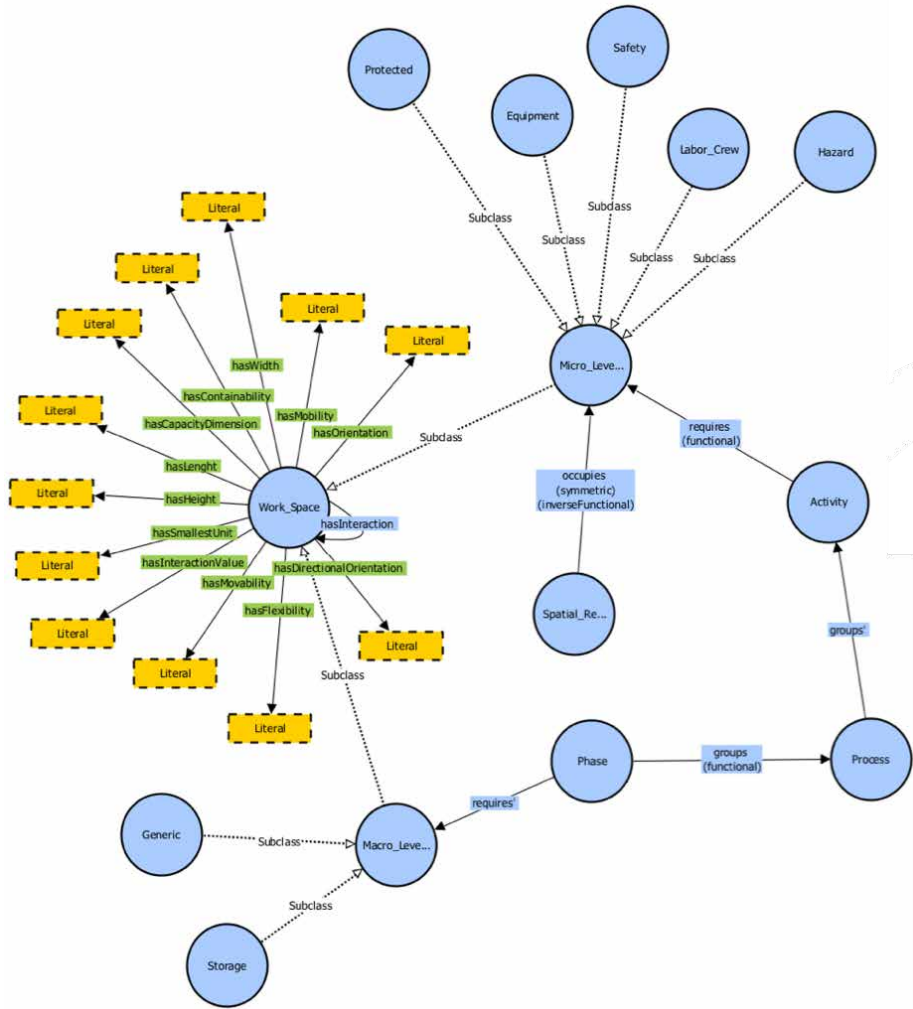 Safety
Protected
Equipment
Labor_Crew
Hazard
Literal
Subclass
Subclass
Subclass
Subclass
Subclass
Literal
Literal
Literal
Literal
hasWidth
Micro_Leve...
hasContainability
Literal
hasMobility
hasCapacityDimension
hasOrientation
Subclass
requires
(functional)
hasLenght
Literal
hasHeight
Work_Space
occupies
(symmetric)
(inverseFunctional)
Activity
hasInteraction
hasSmallestUnit
Literal
hasInteractionValue
hasDirectionalOrientation
hasMovability
hasFlexibility
Spatial_Re...
Literal
groups'
Literal
Literal
Subclass
Literal
Phase
groups
(functional)
Process
requires'
Generic
Subclass
Macro_Leve...
Subclass
Storage